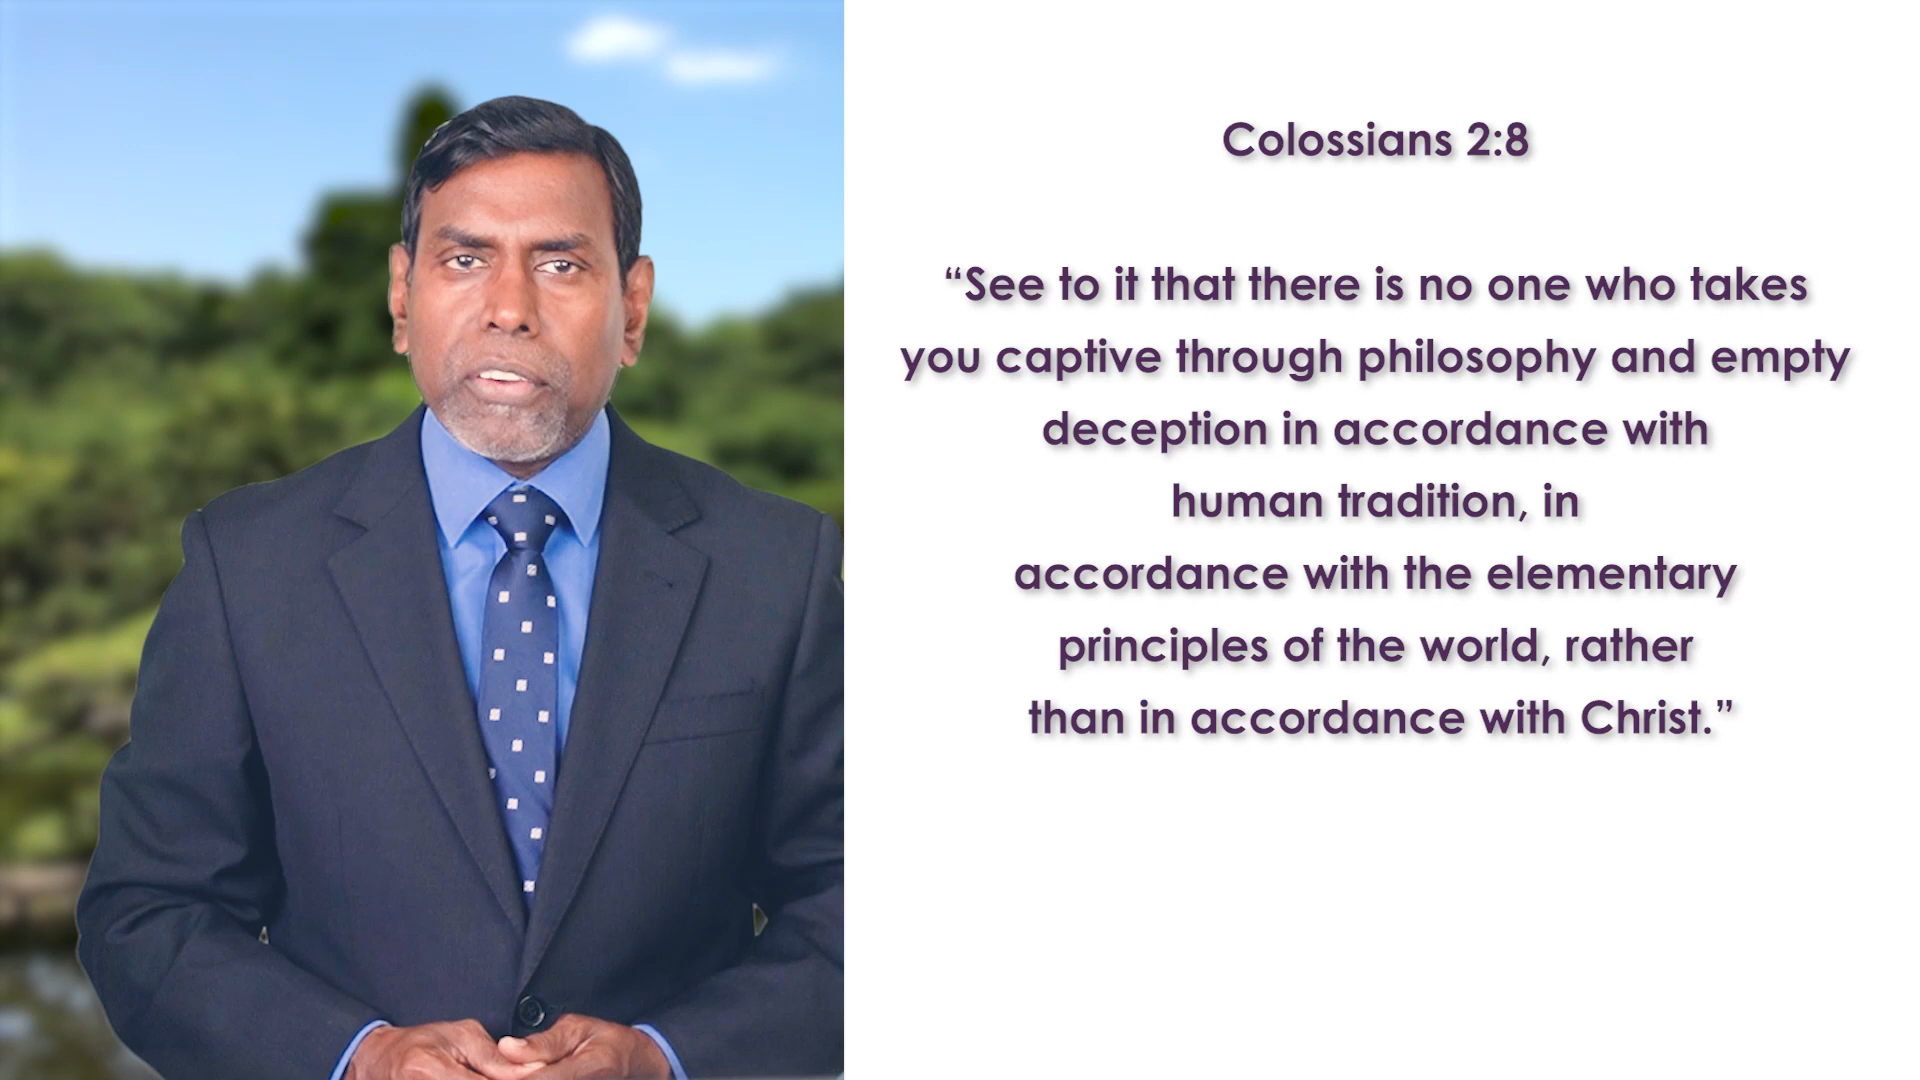 Colossians 2:8
“See to it that there is no one who takes
you captive through philosophy and empty
deception in accordance with
human tradition, in
accordance with the elementary
principles of the world, rather
than in accordance with Christ.”